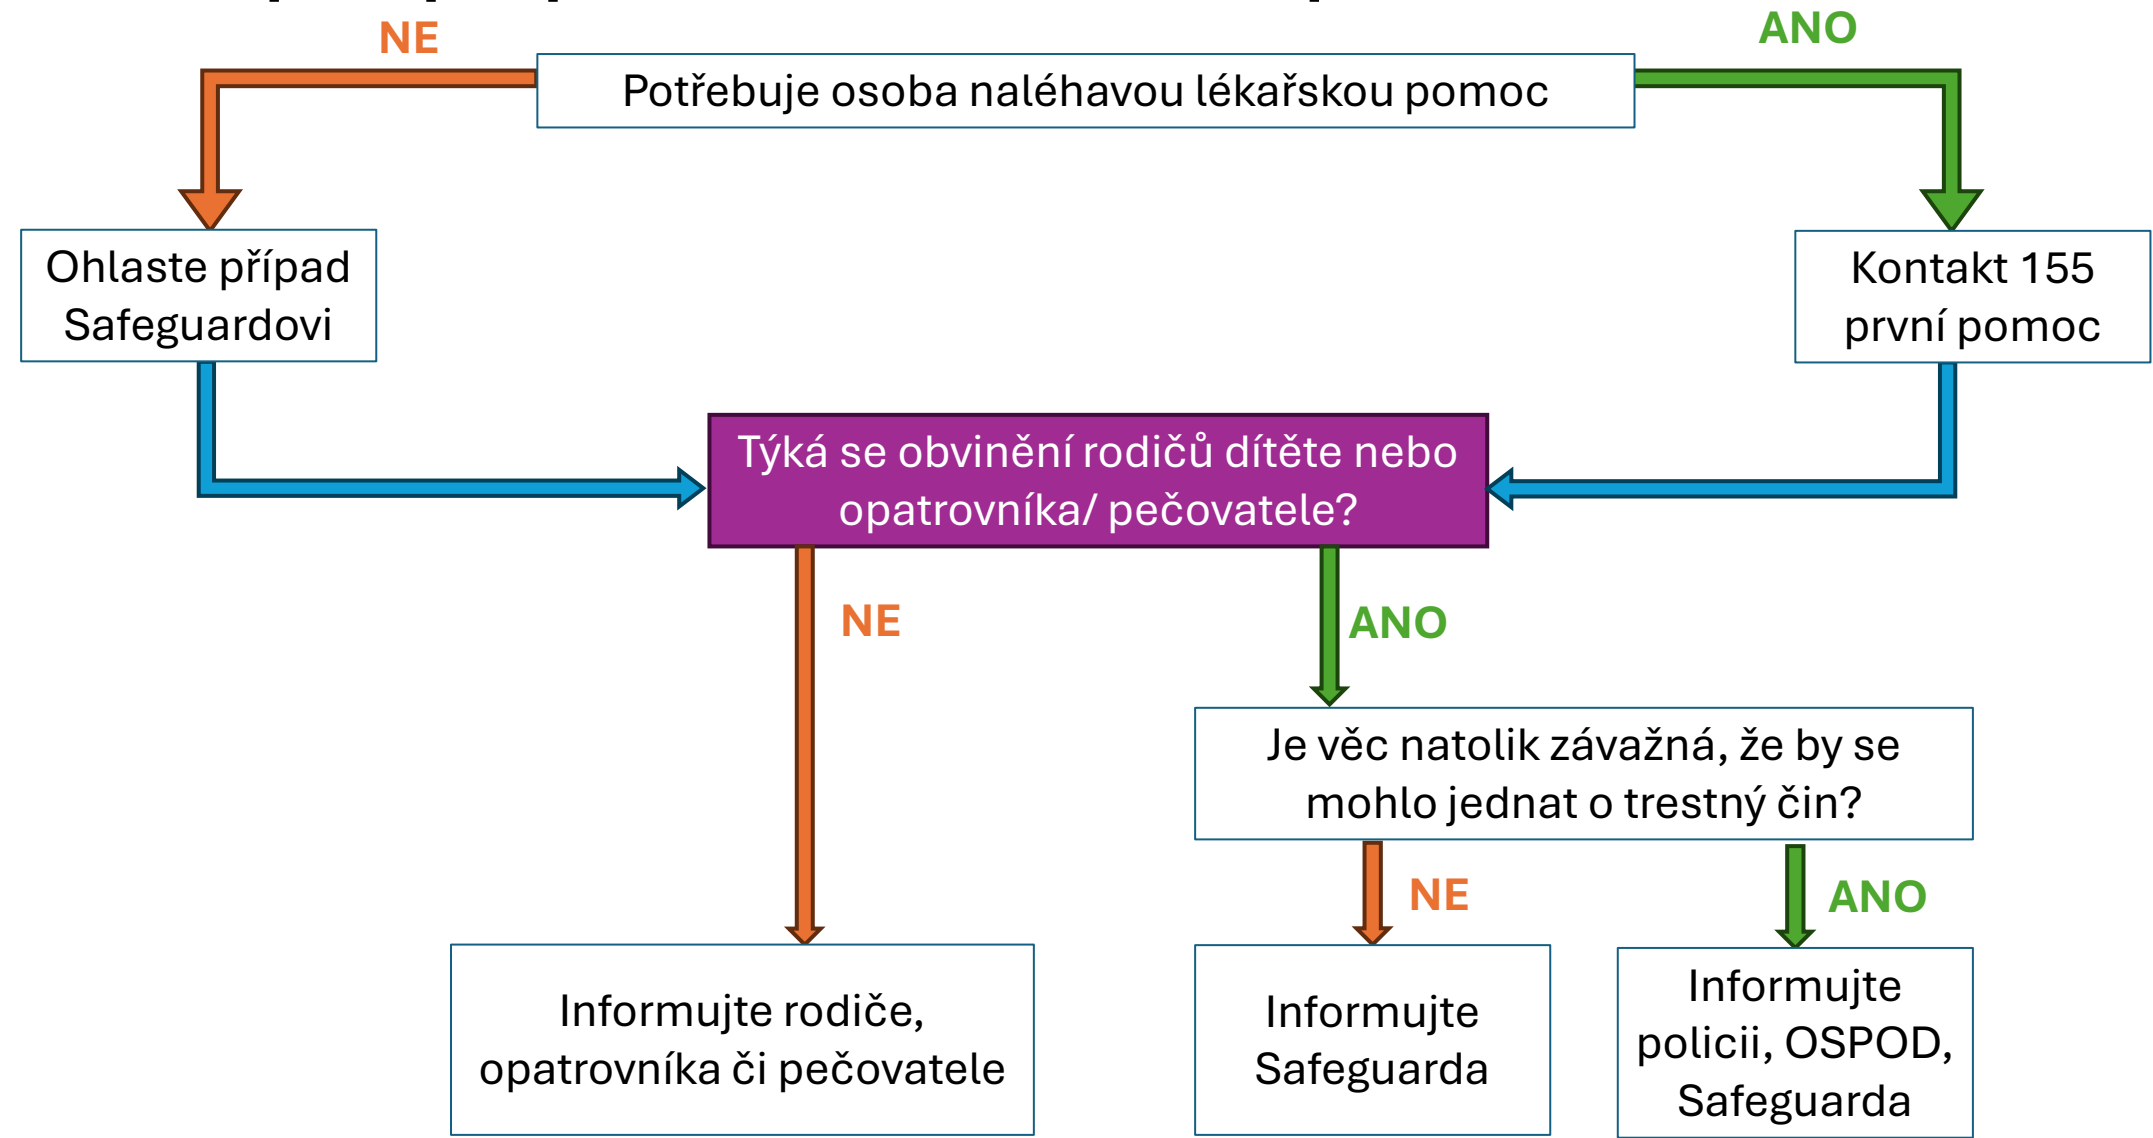 NE
ANO
Potřebuje osoba naléhavou lékařskou pomoc
Ohlaste případ
Safeguardovi
Kontakt 155
první pomoc
Týká se obvinění rodičů dítěte nebo
opatrovníka/ pečovatele?
NE
ANO
Je věc natolik závažná, že by se
mohlo jednat o trestný čin?
NE
ANO
Informujte rodiče,
opatrovníka či pečovatele
Informujte
Safeguarda
Informujte
policii, OSPOD,
Safeguarda